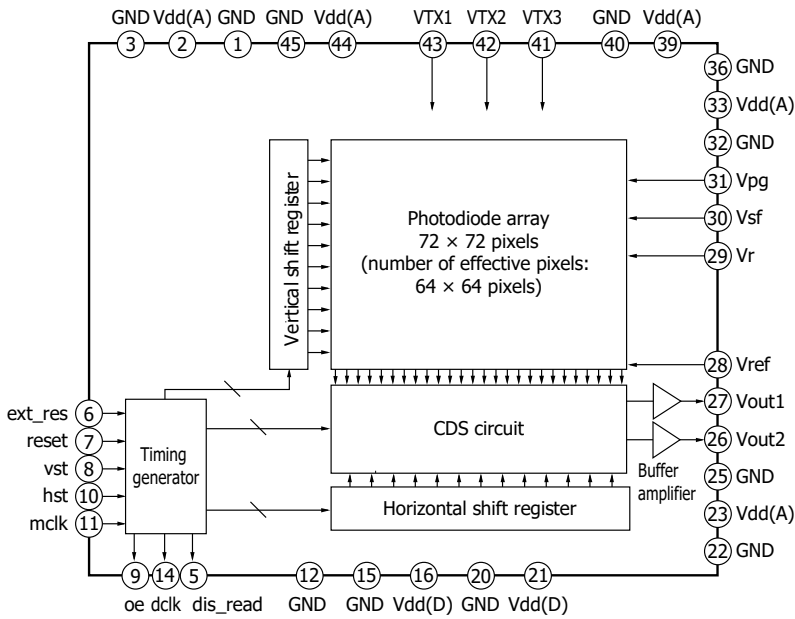 GND Vdd(A) GND GND Vdd(A) VTX1 VTX2 VTX3 GND Vdd(A)
3 2 1 45 44 43 42 41 40 39
36 GND
33 Vdd(A)
32 GND
31 Vpg
30 Vsf
29 Vr
28 Vref
27 Vout1
26 Vout2
25 GND
23 Vdd(A)
22 GND
Vertical shift register
Photodiode array
72 × 72 pixels
(number of effective pixels:
64 × 64 pixels)
ext_res 6
reset 7
vst 8
hst 10
mclk 11
Timing
generator
CDS circuit
Buffer
amplifier
Horizontal shift register
9 14 5 12 15 16 20 21
oe dclk dis_read GND GND Vdd(D) GND Vdd(D)